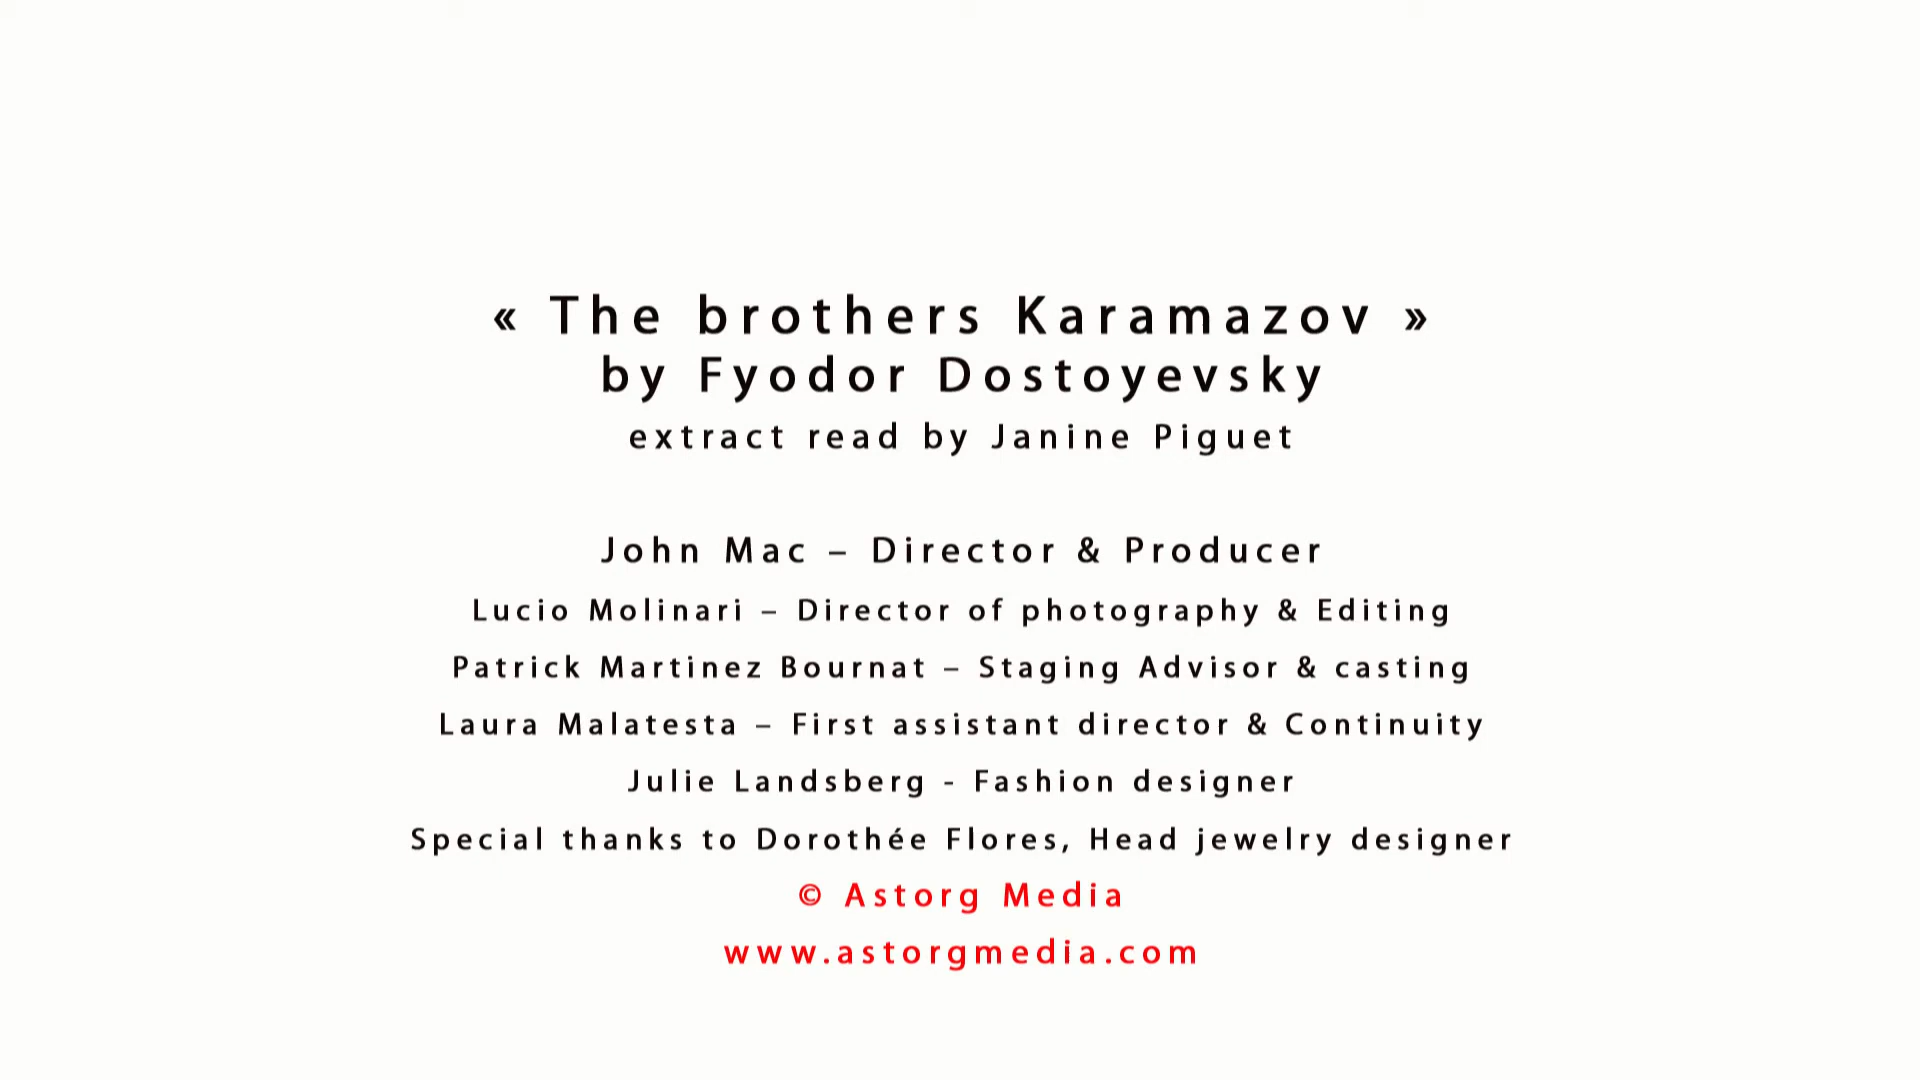 « The brothers Karamazov »
by Fyodor Dostoyevsky
extract read by Janine Piguet
John Mac – Director & Producer
Lucio Molinari – Director of photography & Editing
Patrick Martinez Bournat – Staging Advisor & casting
Laura Malatesta – First assistant director & Continuity
Julie Landsberg - Fashion designer
Special thanks to Dorothée Flores, Head jewelry designer
© Astorg Media
www.astorgmedia.com